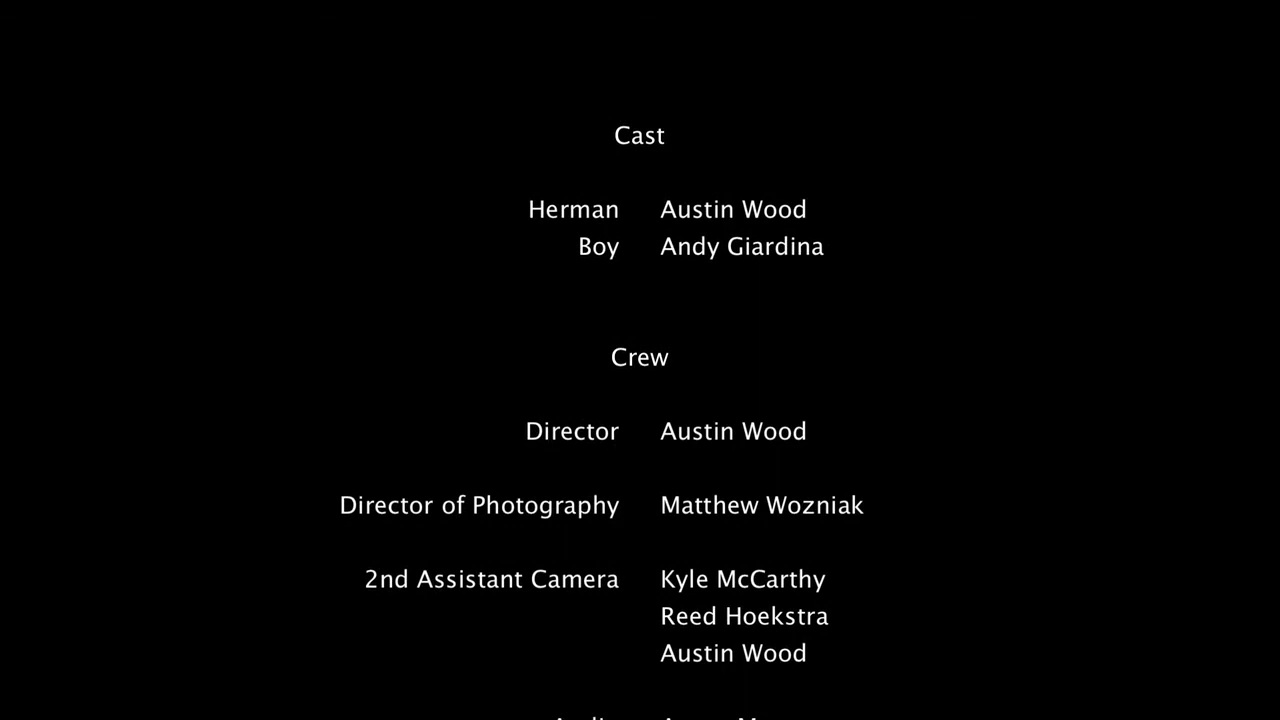 Cast
Herman Austin Wood
Boy Andy Giardina
Crew
Director Austin Wood
Director of Photography Matthew Wozniak
2nd Assistant Camera Kyle McCarthy
Reed Hoekstra
Austin Wood